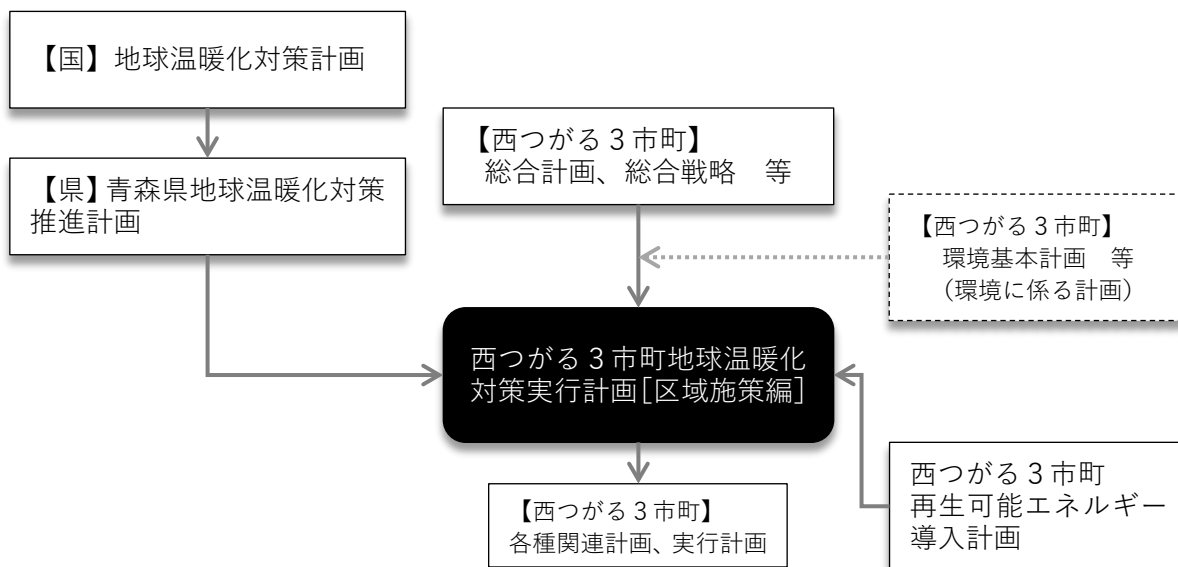 【国】地球温暖化対策計画
【県】青森県地球温暖化対策
推進計画
【西つがる３市町】
総合計画、総合戦略　等
【西つがる３市町】
環境基本計画　等
（環境に係る計画）
西つがる３市町地球温暖化
対策実行計画[区域施策編]
【西つがる３市町】
各種関連計画、実行計画
西つがる３市町
再生可能エネルギー
導入計画